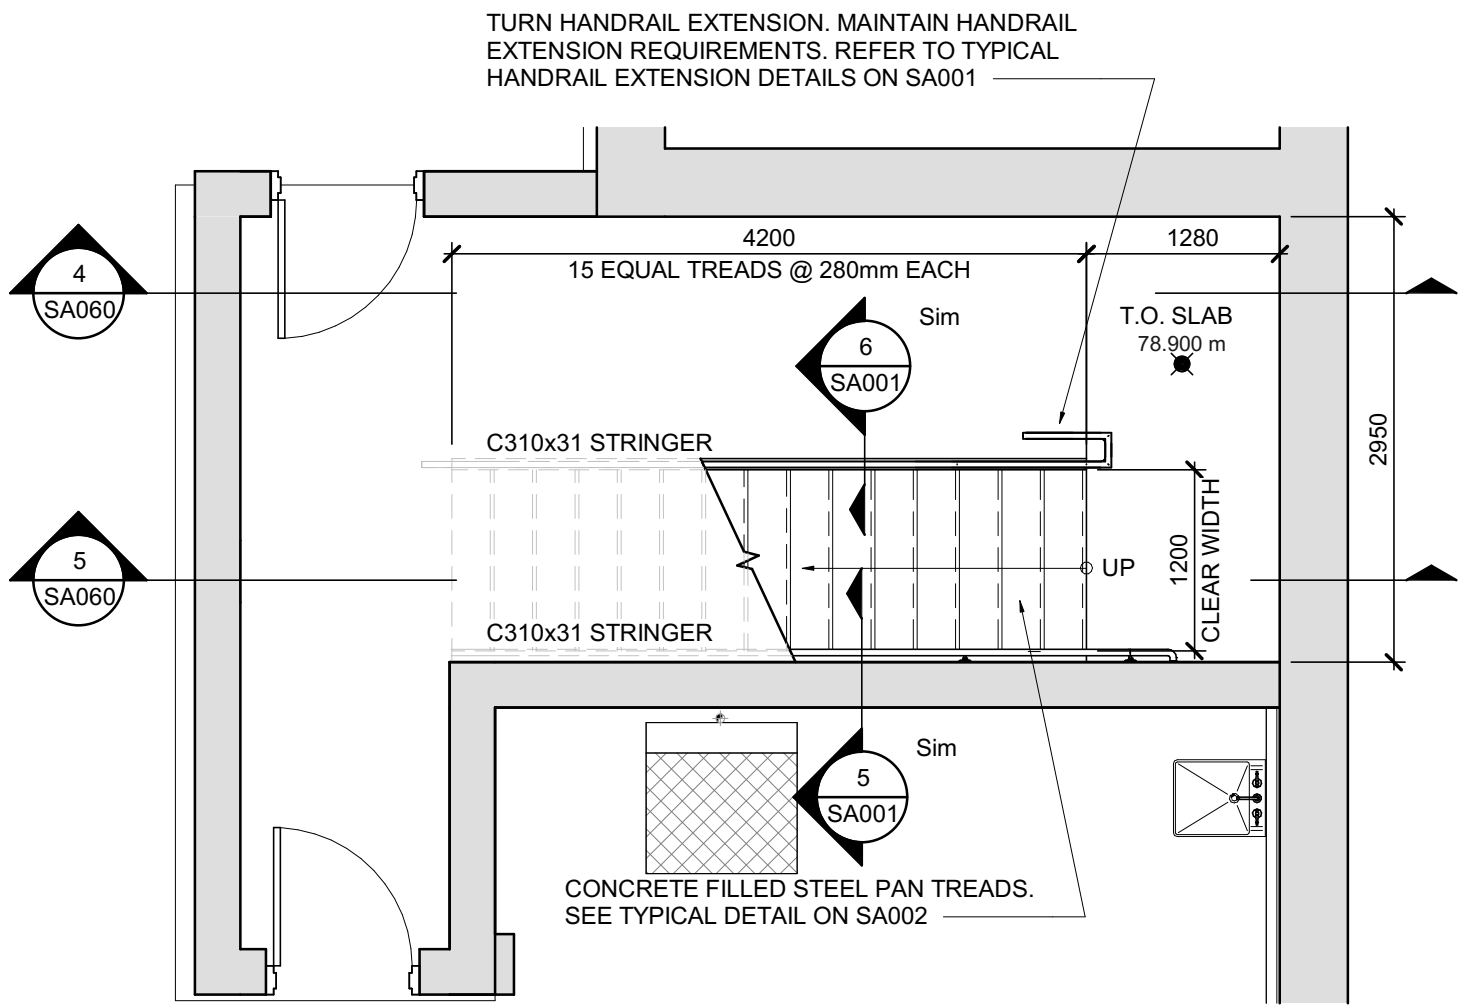 TURN HANDRAIL EXTENSION. MAINTAIN HANDRAIL
EXTENSION REQUIREMENTS. REFER TO TYPICAL
HANDRAIL EXTENSION DETAILS ON SA001
4200
1280
15 EQUAL TREADS @ 280mm EACH
4
SA060
Sim
T.O. SLAB
78.900 m
6
SA001
2950
C310x31 STRINGER
5
SA060
UP
1200
CLEAR WIDTH
C310x31 STRINGER
Sim
5
SA001
CONCRETE FILLED STEEL PAN TREADS.
SEE TYPICAL DETAIL ON SA002